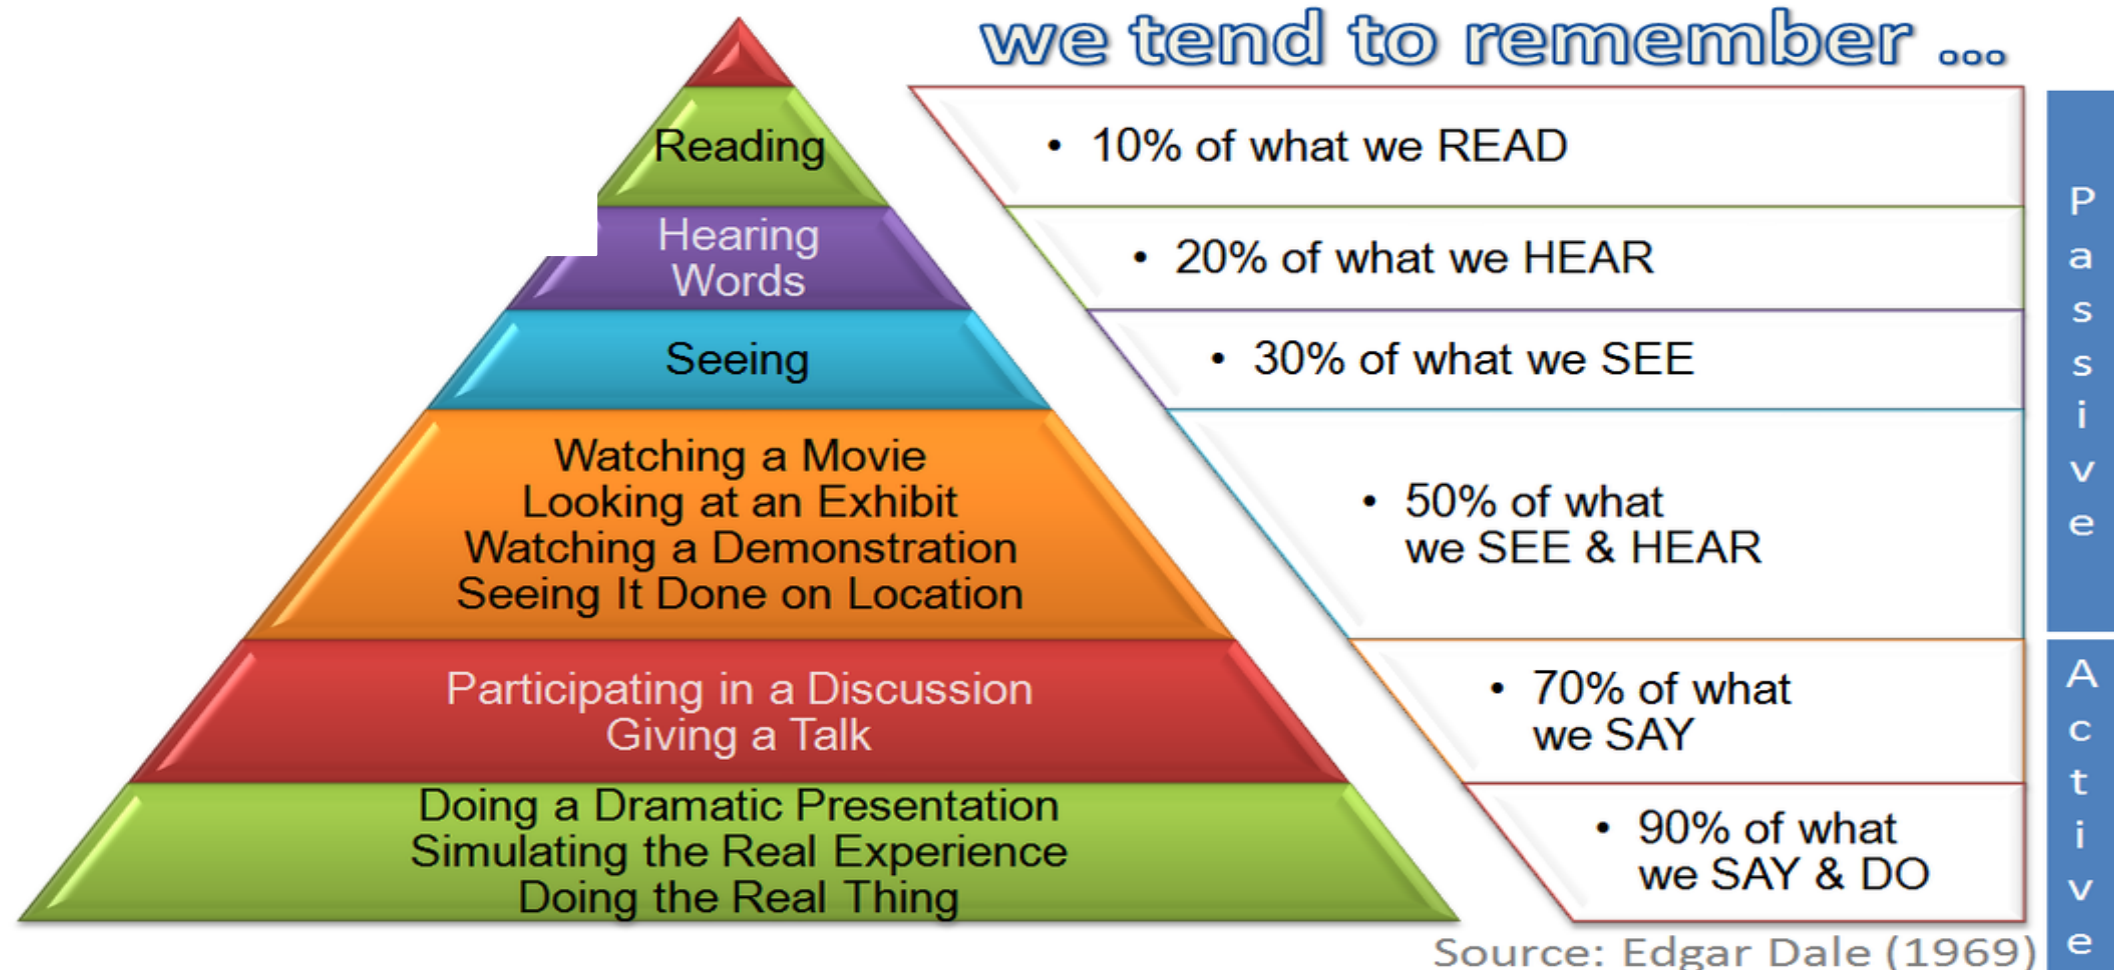 we tend to remember ...
Reading
• 10% of what we READ
Hearing
Words
• 20% of what we HEAR
Seeing
• 30% of what we SEE
Watching a Movie
Looking at an Exhibit
Watching a Demonstration
Seeing It Done on Location
• 50% of what
we SEE & HEAR
Participating in a Discussion
Giving a Talk
• 70% of what
we SAY
Doing a Dramatic Presentation
Simulating the Real Experience
Doing the Real Thing
• 90% of what
we SAY & DO
Passive
Active
Source: Edgar Dale (1969)